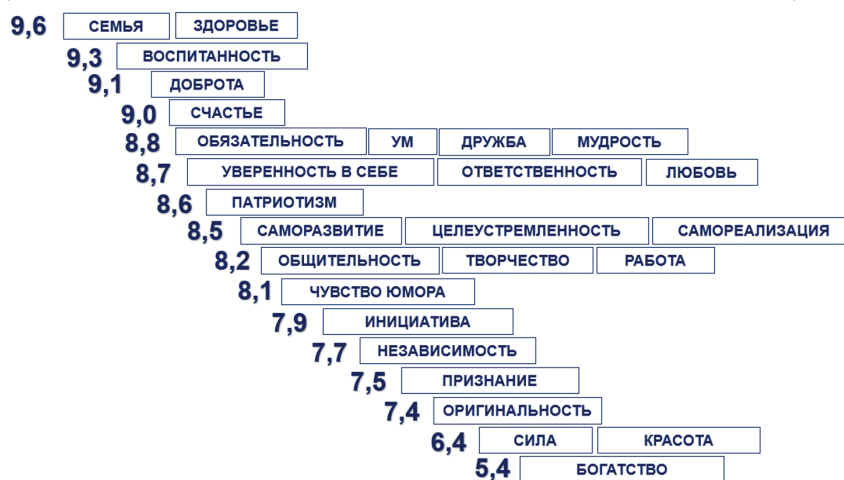 9,6 СЕМЬЯ ЗДОРОВЬЕ
9,3 ВОСПИТАННОСТЬ
9,1 ДОБРОТА
9,0 СЧАСТЬЕ
8,8 ОБЯЗАТЕЛЬНОСТЬ УМ ДРУЖБА МУДРОСТЬ
8,7 УВЕРЕННОСТЬ В СЕБЕ ОТВЕТСТВЕННОСТЬ ЛЮБОВЬ
8,6 ПАТРИОТИЗМ
8,5 САМОРАЗВИТИЕ ЦЕЛЕУСТРЕМЛЕННОСТЬ САМОРЕАЛИЗАЦИЯ
8,2 ОБЩИТЕЛЬНОСТЬ ТВОРЧЕСТВО РАБОТА
8,1 ЧУВСТВО ЮМОРА
7,9 ИНИЦИАТИВА
7,7 НЕЗАВИСИМОСТЬ
7,5 ПРИЗНАНИЕ
7,4 ОРИГИНАЛЬНОСТЬ
6,4 СИЛА КРАСОТА
5,4 БОГАТСТВО